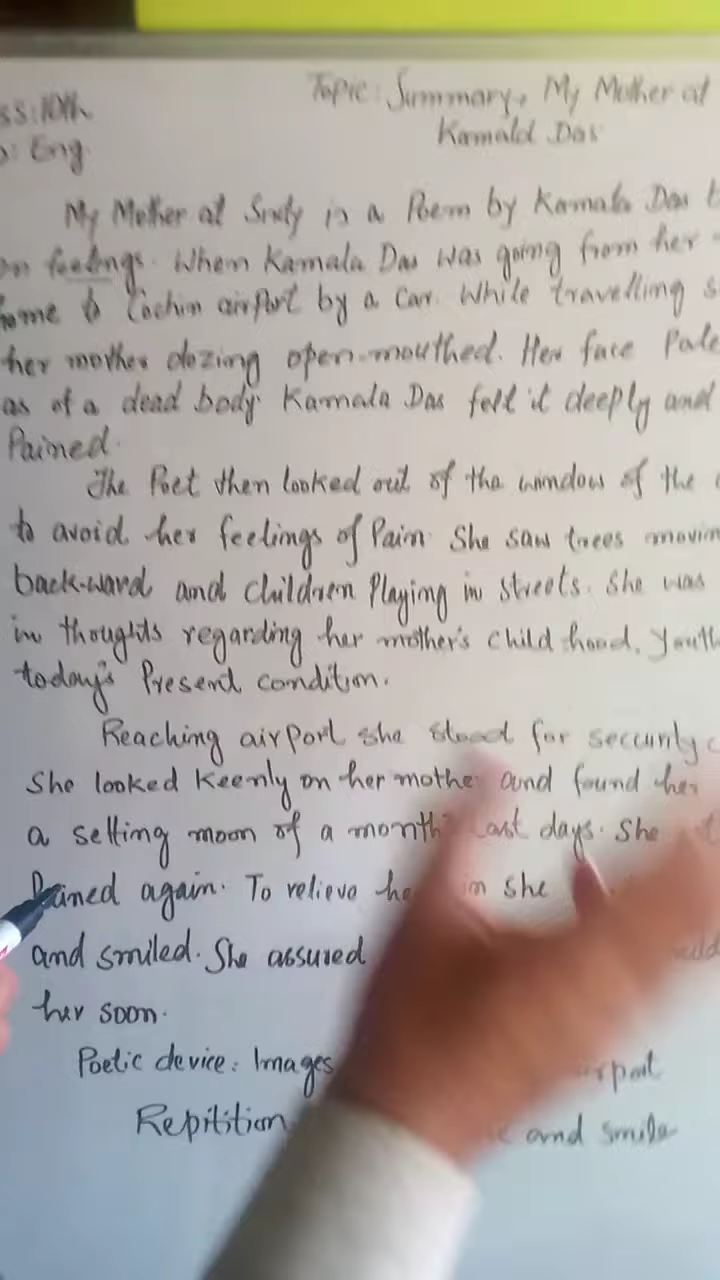 ss: 10th
Topic: Summary, My Mother at
: Eng.
Kamala Das
My Mother at Sixty is a Poem by Kamala Das
on feelings. When Kamala Das was going from her
home to Cochin airport by a car. While travelling
her mother dozing open-mouthed. Her face Pale
as of a dead body. Kamala Das felt it deeply and
Pained.
The Poet then looked out of the window of the
to avoid her feelings of Pain. She saw trees movin
back-ward and children Playing in streets. She was
in thoughts regarding her mother's child hood, youth
today's Present condition.
Reaching airport she stood for security
She looked keenly on her mothe and found her
a setting moon of a month last days. She
Pained again. To relieve he in she
and smiled. She assured
her soon.
Poetic device: Images airport
Repitition and smile